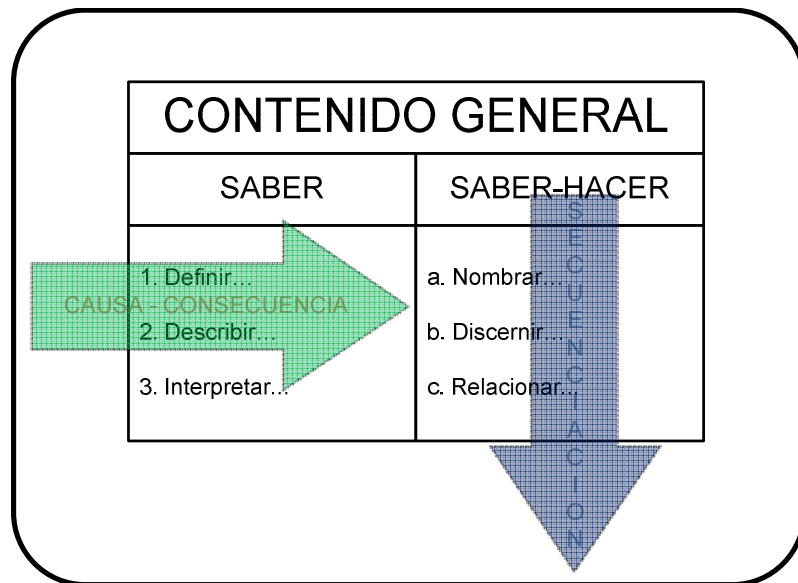 CONTENIDO GENERAL
SABER
SABER-HACER
1. Definir...
CAUSA - CONSECUENCIA
2. Describir...
3. Interpretar...
a. Nombrar...
b. Discernir...
c. Relacionar...
SECUENCIACION